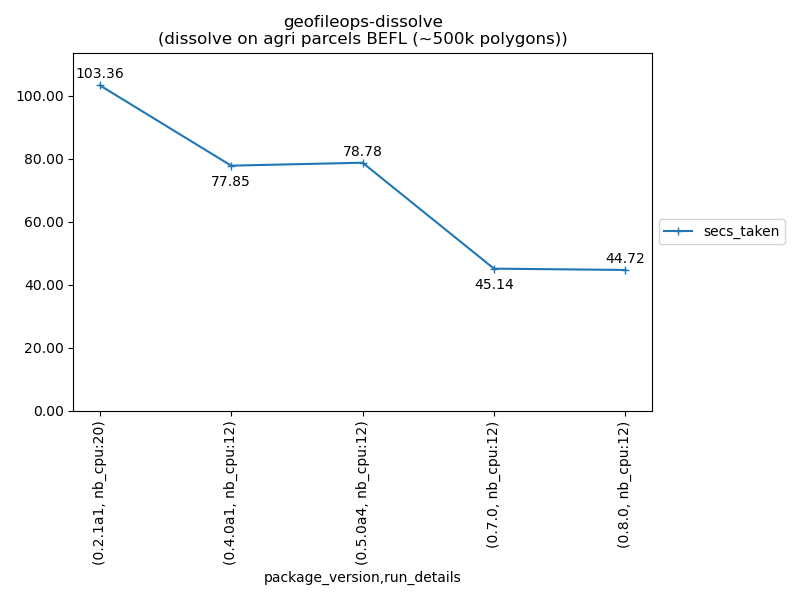 geofileops-dissolve
(dissolve on agri parcels BEFL (~500k polygons))
103.36
77.85
78.78
45.14
44.72
100.00
80.00
60.00
40.00
20.00
0.00
secs_taken
(0.2.1a1, nb_cpu:20)
(0.4.0a1, nb_cpu:12)
(0.5.0a4, nb_cpu:12)
(0.7.0, nb_cpu:12)
(0.8.0, nb_cpu:12)
package_version,run_details